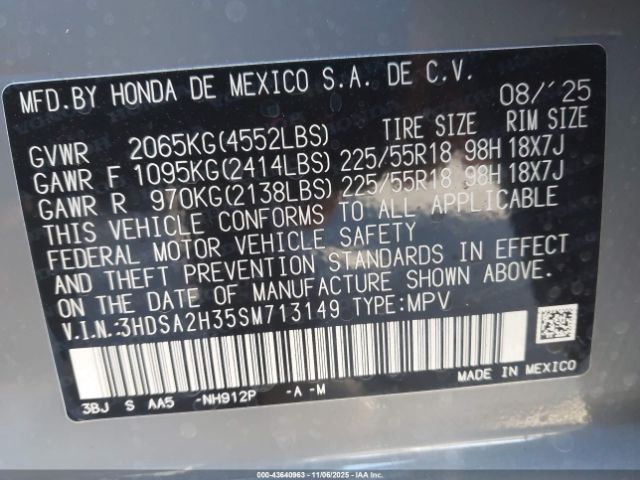 MFD.BY HONDA DE MEXICO S.A. DE C.V.
08/'25
TIRE SIZE RIM SIZE
GVWR 2065KG(4552LBS)
GAWR F 1095KG(2414LBS) 225/55R18 98H 18X7J
GAWR R 970KG(2138LBS) 225/55R18 98H 18X7J
THIS VEHICLE CONFORMS TO ALL APPLICABLE
FEDERAL MOTOR VEHICLE SAFETY
AND THEFT PREVENTION STANDARDS IN EFFECT
ON THE DATE OF MANUFACTURE SHOWN ABOVE.
V.I.N.:3HDSA2H35SM713149 TYPE:MPV
3BJ S AA5 -NH912P -A -M
MADE IN MEXICO
000-43640963 | 11/06/2025 | IAAI.COM